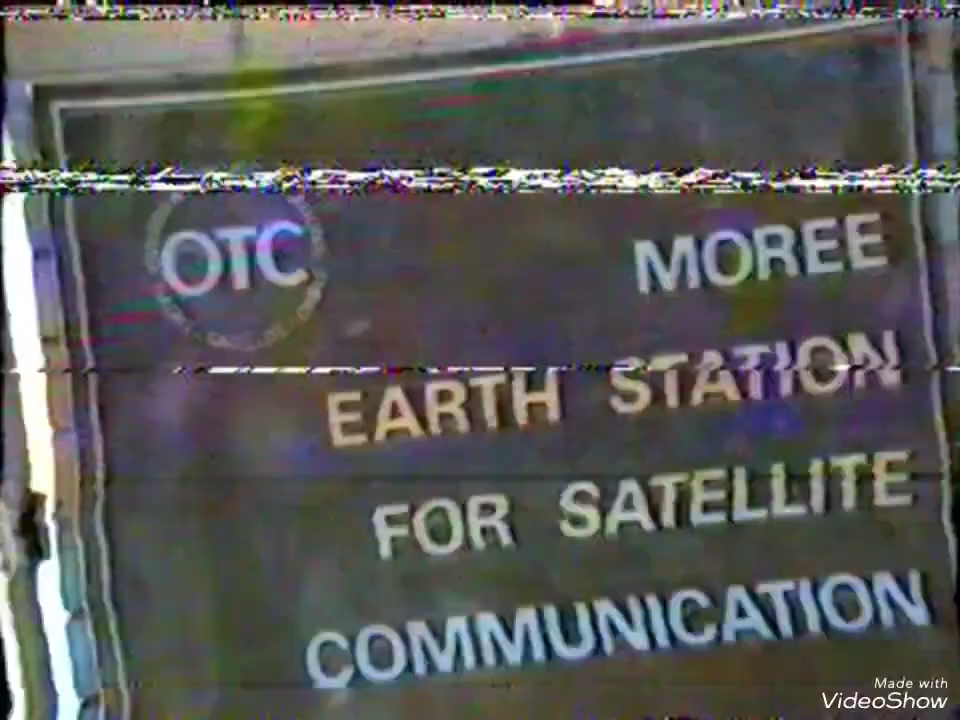 OTC
MOREE
EARTH STATION
FOR SATELLITE
COMMUNICATION
Made with
VideoShow